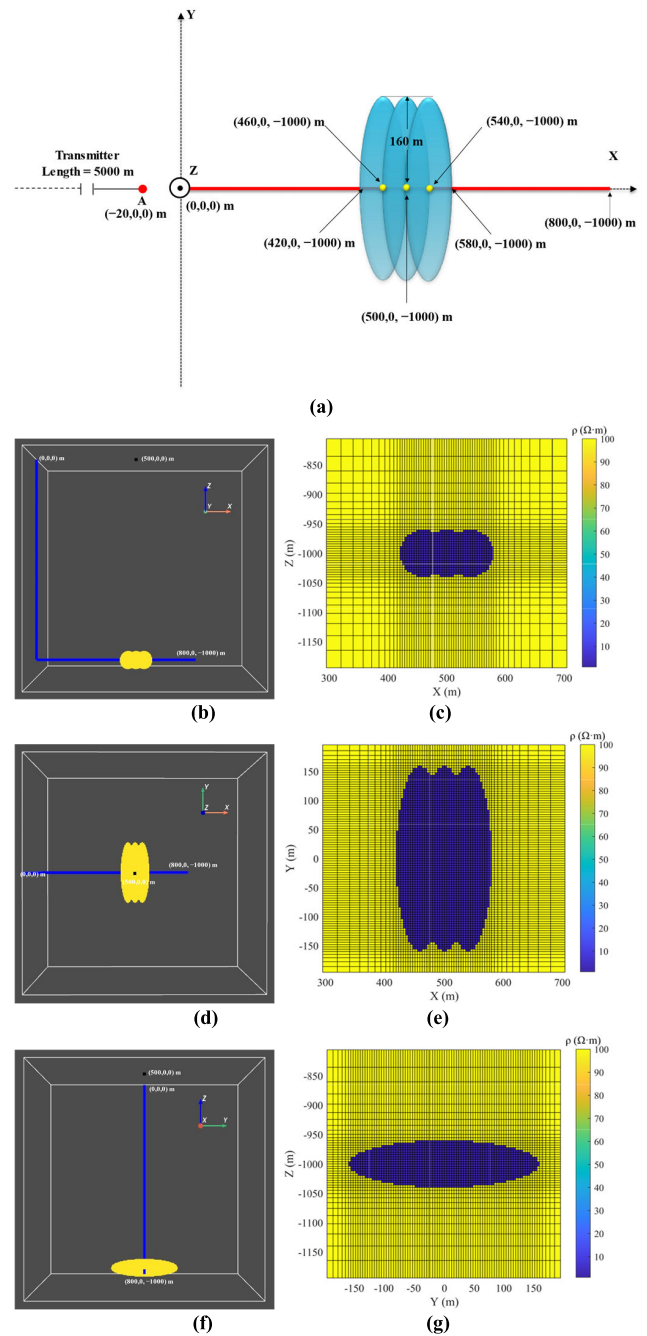 Y
(460,0, −1000) m
(540,0, −1000) m
160 m
Transmitter
Length = 5000 m
Z
X
A
(−20,0,0) m
(0,0,0) m
(420,0, −1000) m
(580,0, −1000) m
(800,0, −1000) m
(500,0, −1000) m
(a)
(0,0,0) m
(500,0,0) m
Z
X
(800,0, −1000) m
(b)
ρ (Ω·m)
100
90
80
70
60
50
40
30
20
10
-850
-900
-950
-1000
-1050
-1100
-1150
Z (m)
300
400
500
600
700
X (m)
(c)
Y
Z
X
(0,0,0) m
(800,0, −1000) m
(d)
ρ (Ω·m)
100
90
80
70
60
50
40
30
20
10
150
100
50
0
-50
-100
-150
Y (m)
300
400
500
600
700
X (m)
(e)
(500,0,0) m
(0,0,0) m
Z
X
Y
(800,0, −1000) m
(f)
ρ (Ω·m)
100
90
80
70
60
50
40
30
20
10
-850
-900
-950
-1000
-1050
-1100
-1150
Z (m)
-150
-100
-50
0
50
100
150
Y (m)
(g)